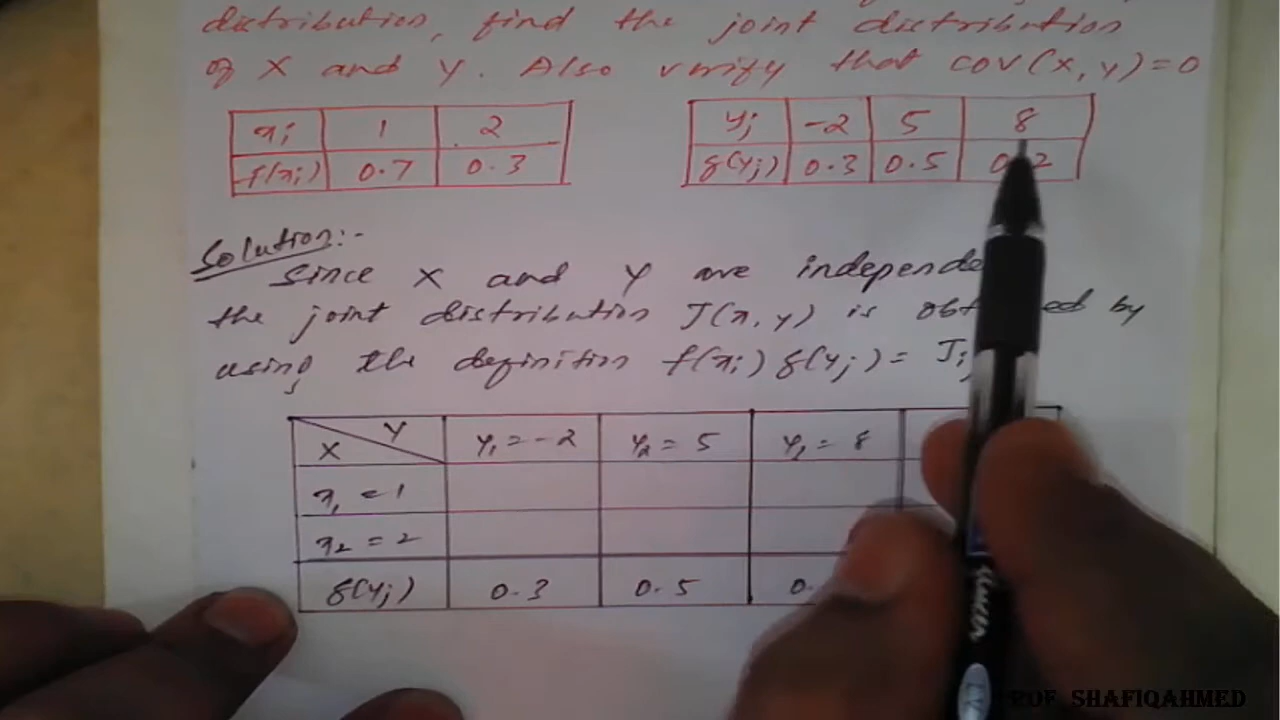 distribution, find the joint distribution
of X and Y. Also verify that COV(X, Y) = 0
xi 1 2
f(xi) 0.7 0.3
yj -2 5 8
g(yj) 0.3 0.5
Solution:-
Since X and Y are
the joint distribution J(x, y) is by
using the definition f(xi) g(yj) =
X Y y1 = -2 y2 = 5 y3 = 8
x1 = 1
x2 = 2
g(yj) 0.3 0.5
SHAFIQAHMED